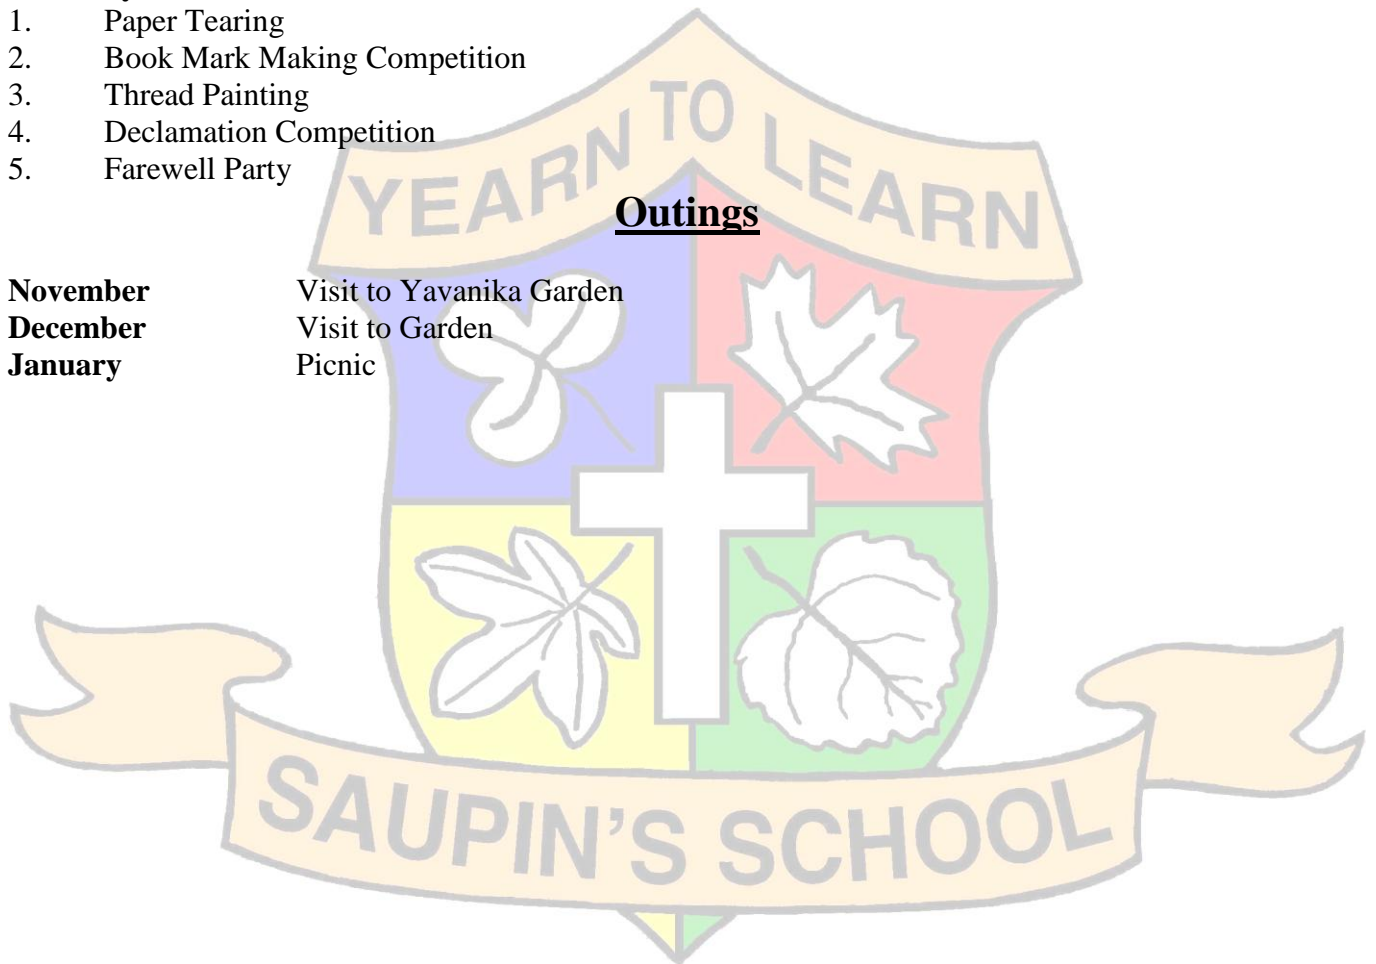 1. Paper Tearing
2. Book Mark Making Competition
3. Thread Painting
4. Declamation Competition
5. Farewell Party
Outings
November Visit to Yavanika Garden
December Visit to Garden
January Picnic
YEARN TO LEARN
SAUPIN'S SCHOOL